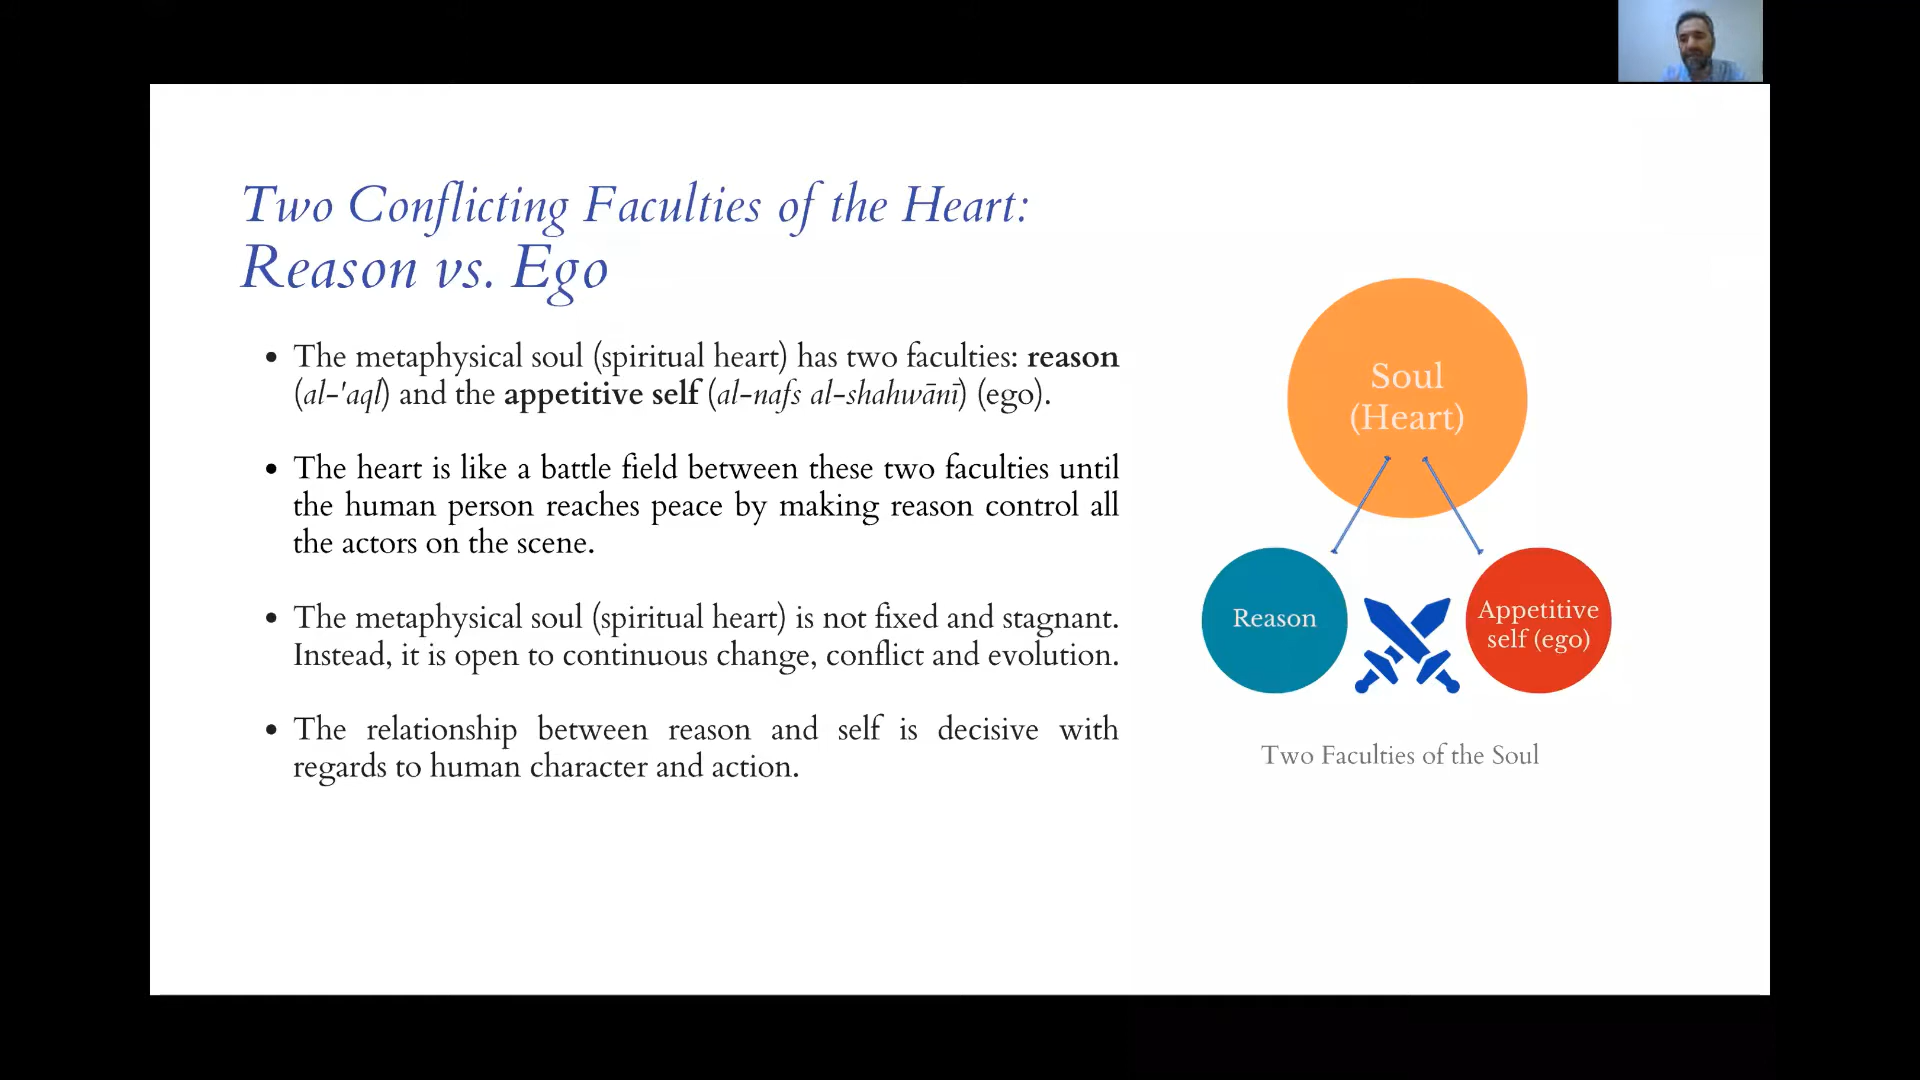 Two Conflicting Faculties of the Heart:
Reason vs. Ego
• The metaphysical soul (spiritual heart) has two faculties: reason
(al-'aql) and the appetitive self (al-nafs al-shahwānī) (ego).
• The heart is like a battle field between these two faculties until
the human person reaches peace by making reason control all
the actors on the scene.
• The metaphysical soul (spiritual heart) is not fixed and stagnant.
Instead, it is open to continuous change, conflict and evolution.
• The relationship between reason and self is decisive with
regards to human character and action.
Soul
(Heart)
Reason
Appetitive
self (ego)
Two Faculties of the Soul